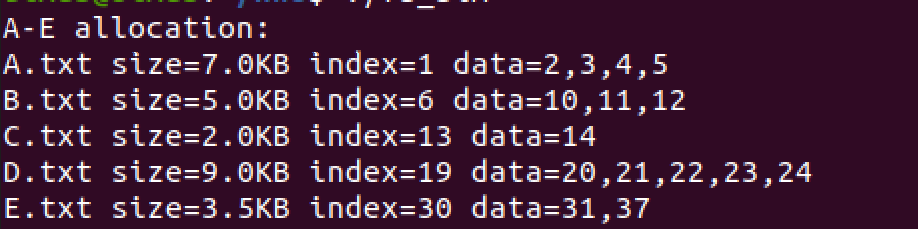 A-E allocation:
A.txt size=7.0KB index=1 data=2,3,4,5
B.txt size=5.0KB index=6 data=10,11,12
C.txt size=2.0KB index=13 data=14
D.txt size=9.0KB index=19 data=20,21,22,23,24
E.txt size=3.5KB index=30 data=31,37